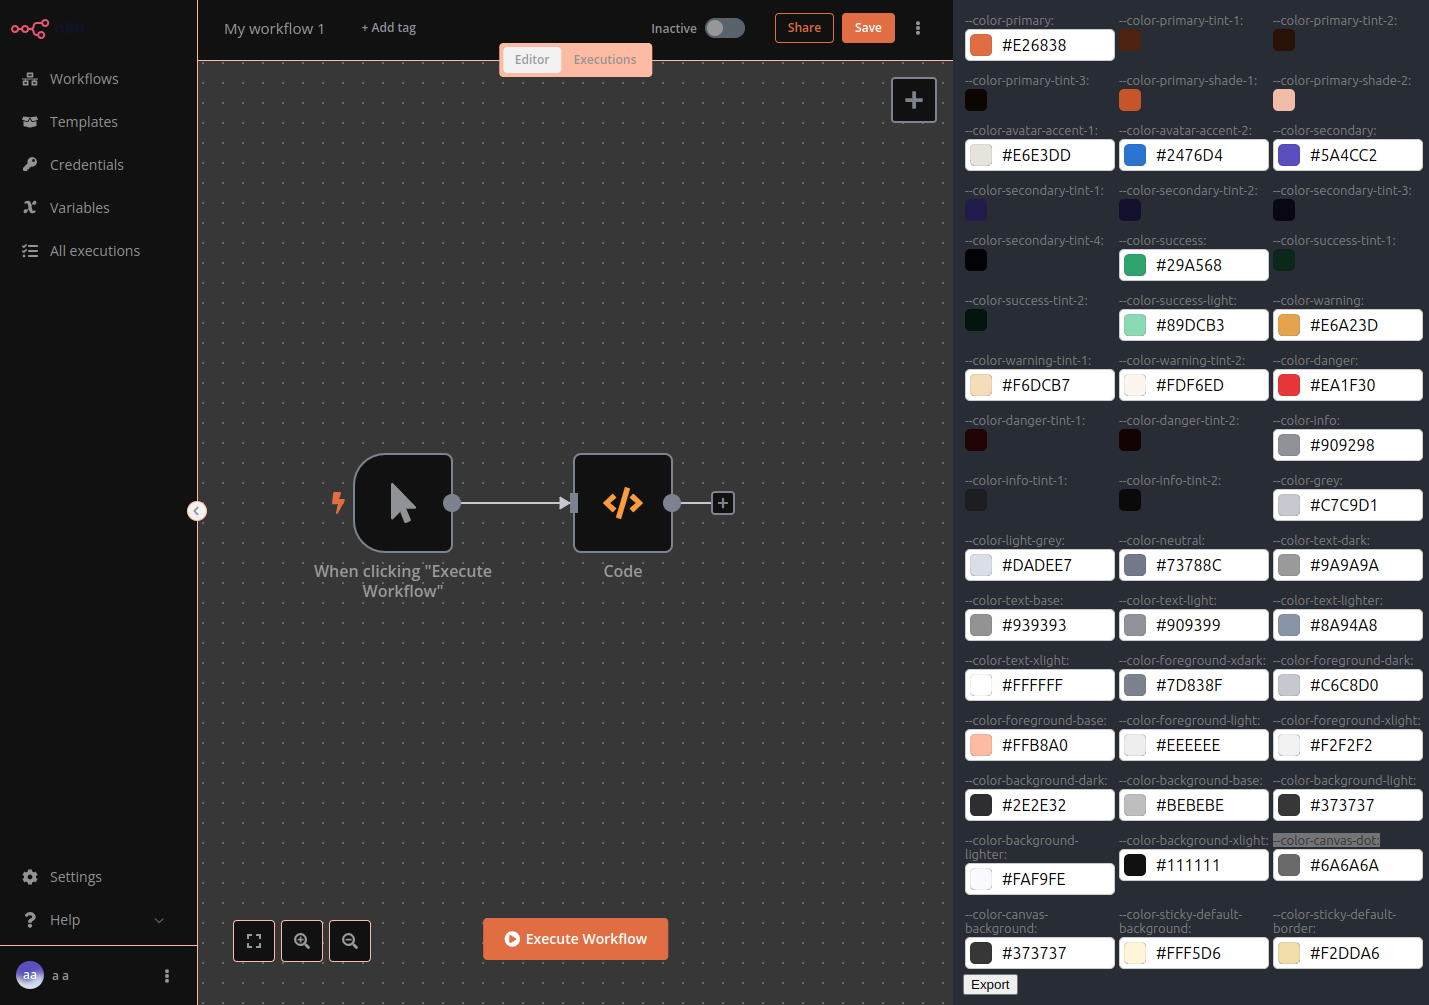 My workflow 1
+ Add tag
Inactive
Share
Save
Editor
Executions
Workflows
Templates
Credentials
Variables
All executions
When clicking "Execute
Workflow"
Code
Settings
Help
aa
a a
Execute Workflow
--color-primary:
#E26838
--color-primary-tint-1:
--color-primary-tint-2:
--color-primary-tint-3:
--color-primary-shade-1:
--color-primary-shade-2:
--color-avatar-accent-1:
#E6E3DD
--color-avatar-accent-2:
#2476D4
--color-secondary:
#5A4CC2
--color-secondary-tint-1:
--color-secondary-tint-2:
--color-secondary-tint-3:
--color-secondary-tint-4:
--color-success:
#29A568
--color-success-tint-1:
--color-success-tint-2:
--color-success-light:
#89DCB3
--color-warning:
#E6A23D
--color-warning-tint-1:
#F6DCB7
--color-warning-tint-2:
#FDF6ED
--color-danger:
#EA1F30
--color-danger-tint-1:
--color-danger-tint-2:
--color-info:
#909298
--color-info-tint-1:
--color-info-tint-2:
--color-grey:
#C7C9D1
--color-light-grey:
#DADEE7
--color-neutral:
#73788C
--color-text-dark:
#9A9A9A
--color-text-base:
#939393
--color-text-light:
#909399
--color-text-lighter:
#8A94A8
--color-text-xlight:
#FFFFFF
--color-foreground-xdark:
#7D838F
--color-foreground-dark:
#C6C8D0
--color-foreground-base:
#FFB8A0
--color-foreground-light:
#EEEEEE
--color-foreground-xlight:
#F2F2F2
--color-background-dark:
#2E2E32
--color-background-base:
#BEBEBE
--color-background-light:
#373737
--color-background-
lighter:
#FAF9FE
--color-background-xlight:
#111111
--color-canvas-dot:
#6A6A6A
--color-canvas-
background:
#373737
--color-sticky-default-
background:
#FFF5D6
--color-sticky-default-
border:
#F2DDA6
Export